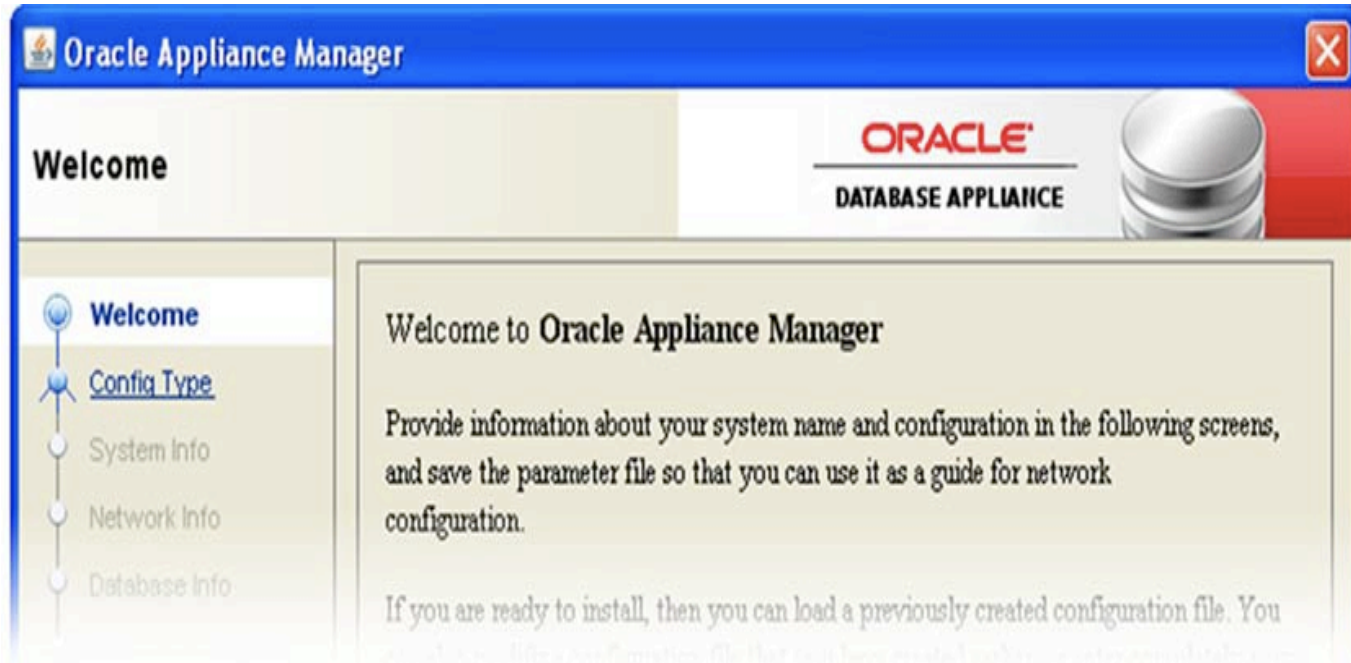 Oracle Appliance Manager
Welcome
ORACLE
DATABASE APPLIANCE
Welcome
Config Type
System Info
Network Info
Database Info
Welcome to Oracle Appliance Manager
Provide information about your system name and configuration in the following screens,
and save the parameter file so that you can use it as a guide for network
configuration.
If you are ready to install, then you can load a previously created configuration file. You